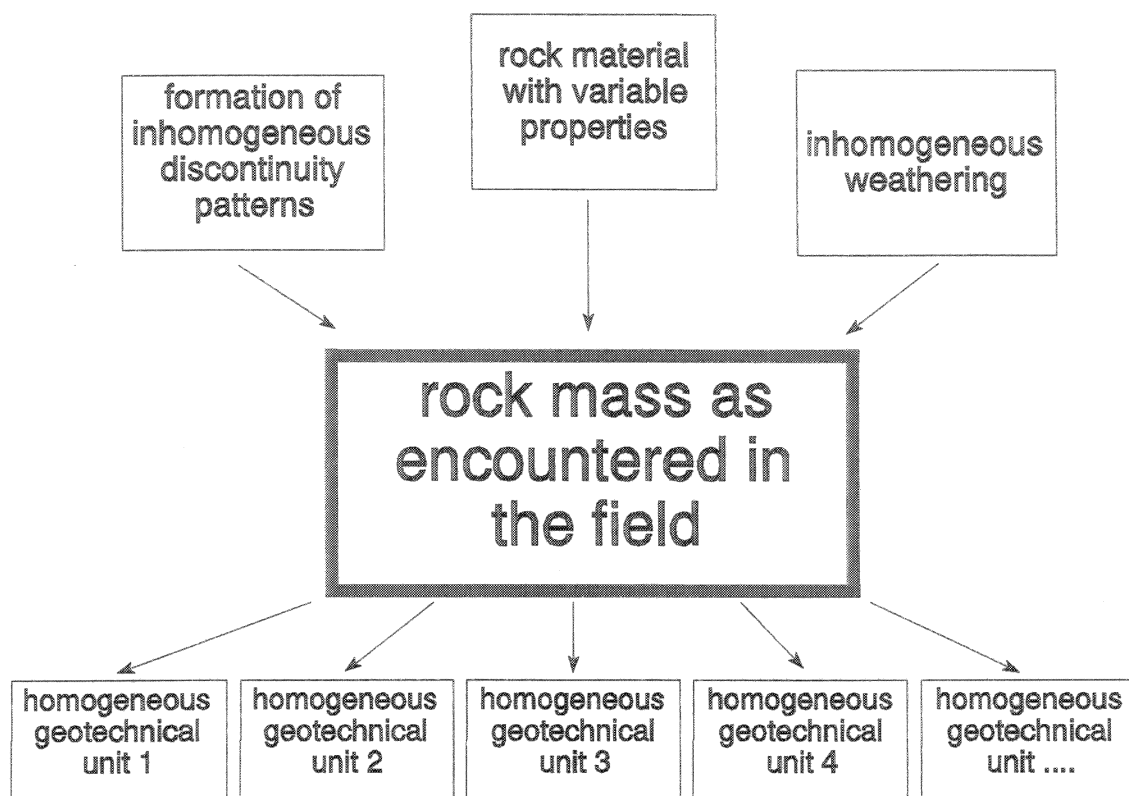 formation of
inhomogeneous
discontinuity
patterns
rock material
with variable
properties
inhomogeneous
weathering
rock mass as
encountered in
the field
homogeneous
geotechnical
unit 1
homogeneous
geotechnical
unit 2
homogeneous
geotechnical
unit 3
homogeneous
geotechnical
unit 4
homogeneous
geotechnical
unit ....